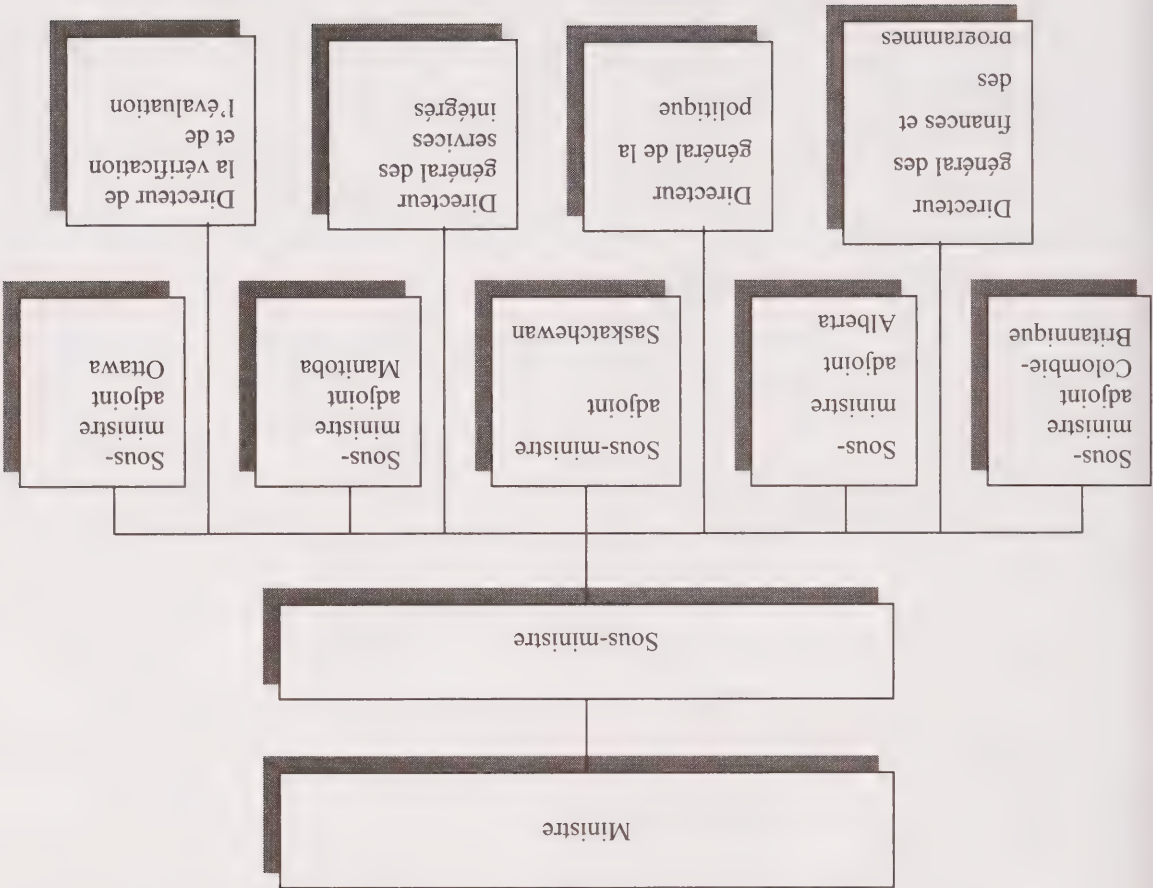 Ministre
Sous-ministre
Sous-
ministre
adjoint
Colombie-
Britannique
Sous-
ministre
adjoint
Alberta
Sous-ministre
adjoint
Saskatchewan
Sous-
ministre
adjoint
Manitoba
Sous-
ministre
adjoint
Ottawa
Directeur
général des
finances et
des
programmes
Directeur
général de la
politique
Directeur
général des
services
intégrés
Directeur de
la vérification
et de
l'évaluation